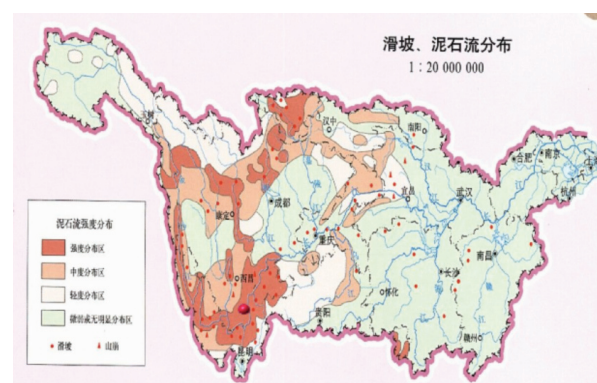 滑坡、泥石流分布
1：20 000 000
玉树
汉中
南阳
合肥
南京
杭州
宜昌
武汉
康定
成都
重庆
南昌
长沙
西昌
怀化
贵阳
赣州
昆明
泥石流强度分布
强度分布区
中度分布区
轻度分布区
微弱或无明显分布区
滑坡
山崩